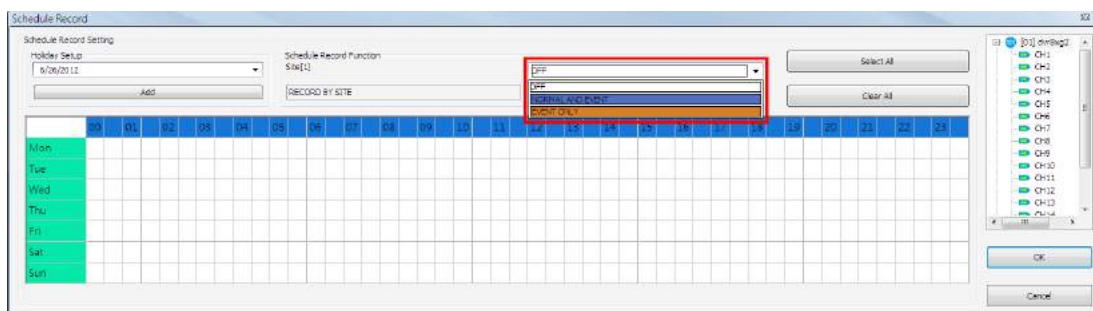 Schedule Record
Schedule Record Setting
Holiday Setup
6/26/2012
Add
Schedule Record Function
Site[1]
RECORD BY SITE
OFF
OFF
NORMAL AND EVENT
EVENT ONLY
Select All
Clear All
00 01 02 03 04 05 06 07 08 09 10 11 12 13 14 15 16 17 18 19 20 21 22 23
Mon
Tue
Wed
Thu
Fri
Sat
Sun
CH1
CH2
CH3
CH4
CH5
CH6
CH7
CH8
CH9
CH10
CH11
CH12
CH13
CH14
OK
Cancel